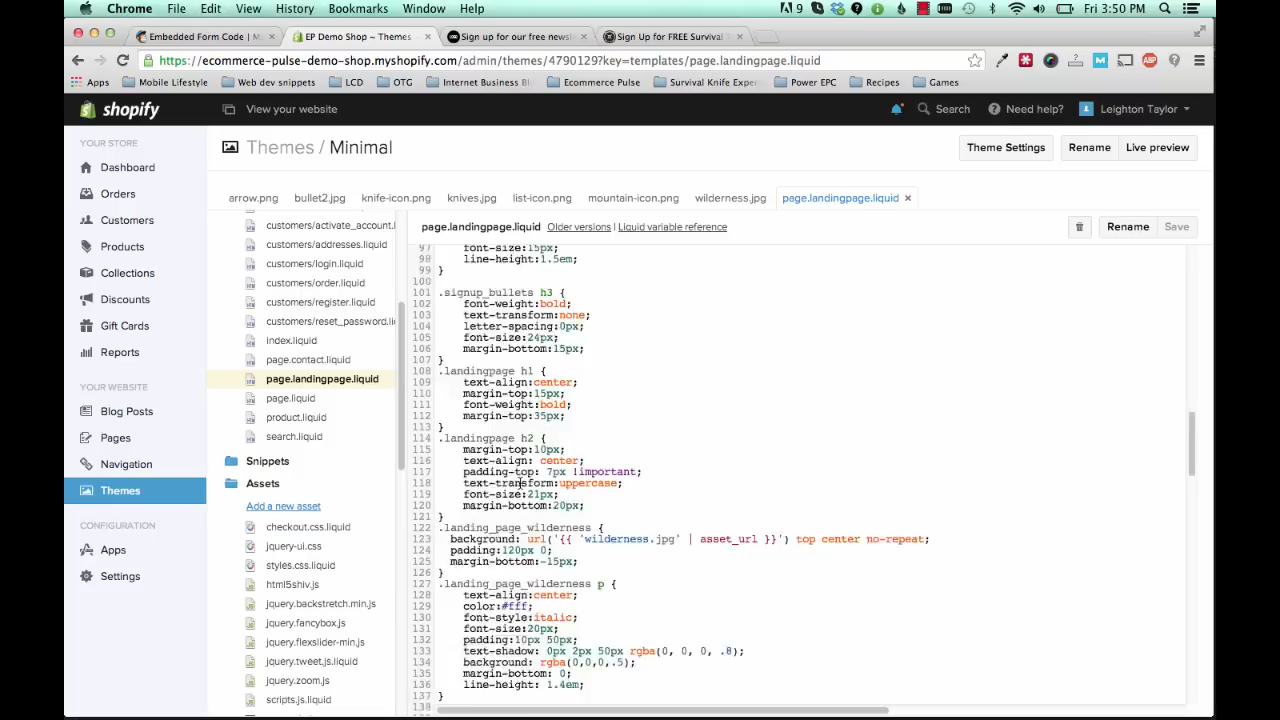 Chrome File Edit View History Bookmarks Window Help 9 Fri 3:50 PM
Embedded Form Code | M EP Demo Shop ~ Themes Sign up for our free newsl Sign Up for FREE Survival T
https://ecommerce-pulse-demo-shop.myshopify.com/admin/themes/4790129?key=templates/page.landingpage.liquid
Apps Mobile Lifestyle Web dev snippets LCD OTG Internet Business Bl Ecommerce Pulse Survival Knife Exper Power EPC Recipes Games
shopify View your website Search Need help? Leighton Taylor
YOUR STORE
Dashboard
Orders
Customers
Products
Collections
Discounts
Gift Cards
Reports
YOUR WEBSITE
Blog Posts
Pages
Navigation
Themes
CONFIGURATION
Apps
Settings
Themes / Minimal Theme Settings Rename Live preview
arrow.png bullet2.jpg knife-icon.png knives.jpg list-icon.png mountain-icon.png wilderness.jpg page.landingpage.liquid ×
customers/activate_account.l
customers/addresses.liquid
customers/login.liquid
customers/order.liquid
customers/register.liquid
customers/reset_password.li
index.liquid
page.contact.liquid
page.landingpage.liquid
page.liquid
product.liquid
search.liquid
Snippets
Assets
Add a new asset
checkout.css.liquid
jquery-ui.css
styles.css.liquid
html5shiv.js
jquery.backstretch.min.js
jquery.fancybox.js
jquery.flexslider-min.js
jquery.tweet.js.liquid
jquery.zoom.js
scripts.js.liquid
page.landingpage.liquid Older versions | Liquid variable reference Rename Save
97 font-size:15px;
98 line-height:1.5em;
99 }
100
101 .signup_bullets h3 {
102 font-weight:bold;
103 text-transform:none;
104 letter-spacing:0px;
105 font-size:24px;
106 margin-bottom:15px;
107 }
108 .landingpage h1 {
109 text-align:center;
110 margin-top:15px;
111 font-weight:bold;
112 margin-top:35px;
113 }
114 .landingpage h2 {
115 margin-top:10px;
116 text-align: center;
117 padding-top: 7px !important;
118 text-transform:uppercase;
119 font-size:21px;
120 margin-bottom:20px;
121 }
122 .landing_page_wilderness {
123 background: url('{{ 'wilderness.jpg' | asset_url }}') top center no-repeat;
124 padding:120px 0;
125 margin-bottom:-15px;
126 }
127 .landing_page_wilderness p {
128 text-align:center;
129 color:#fff;
130 font-style:italic;
131 font-size:20px;
132 padding:10px 50px;
133 text-shadow: 0px 2px 50px rgba(0, 0, 0, .8);
134 background: rgba(0,0,0,.5);
135 margin-bottom: 0;
136 line-height: 1.4em;
137 }
138